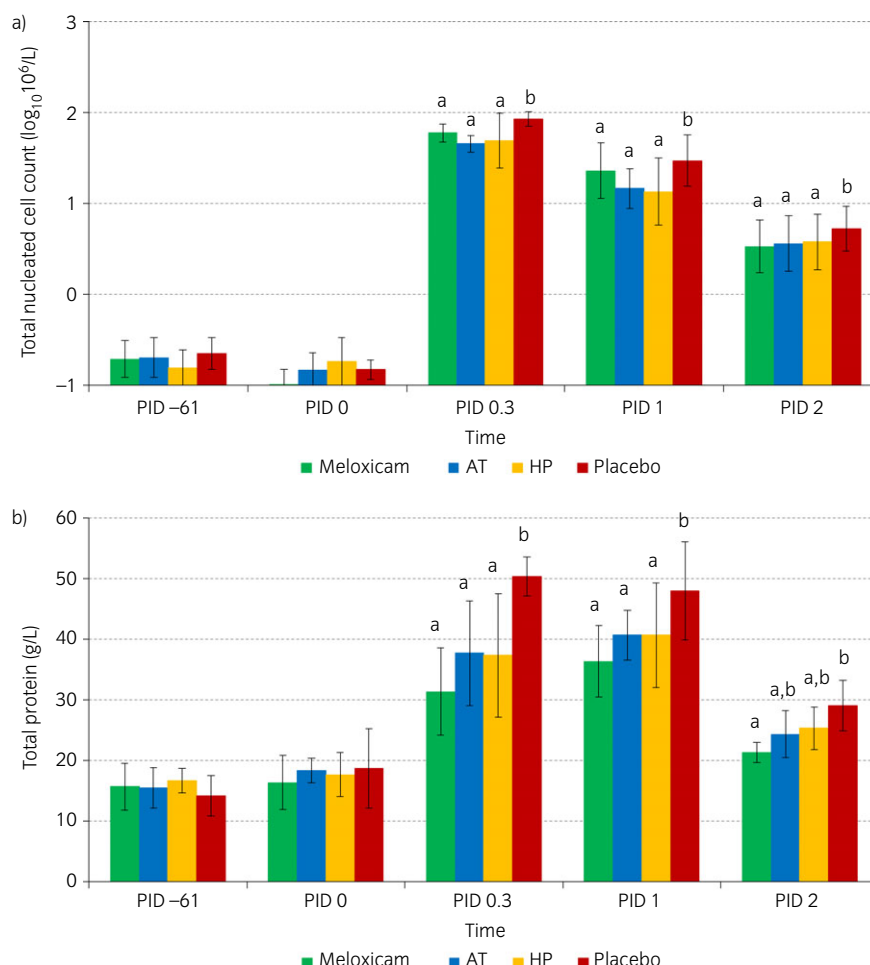 a)
Total nucleated cell count (log₁₀10⁶/L)
3
2
1
0
–1
a a a b
a a a b
a a a b
PID –61 PID 0 PID 0.3 PID 1 PID 2
Time
Meloxicam AT HP Placebo
b)
Total protein (g/L)
60
50
40
30
20
10
0
a a a b
a a a b
a a,b a,b b
PID –61 PID 0 PID 0.3 PID 1 PID 2
Time
Meloxicam AT HP Placebo